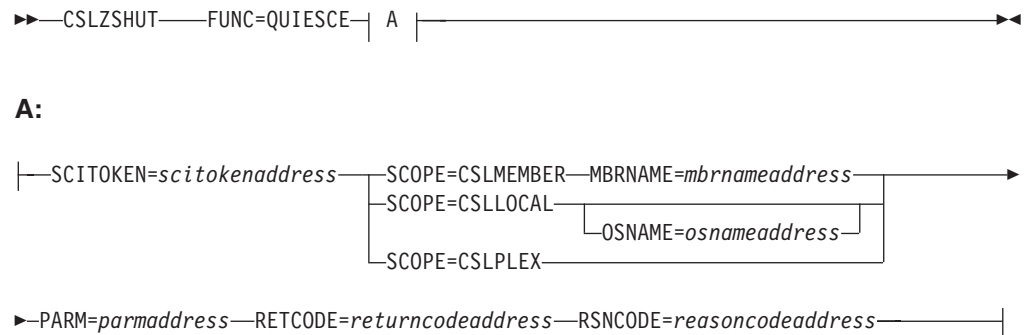 CSLZSHUT FUNC=QUIESCE A
A:
SCITOKEN=scitokenaddress SCOPE=CSLMEMBER MBRNAME=mbrnameaddress
SCOPE=CSLLOCAL
OSNAME=osnameaddress
SCOPE=CSLPLEX
PARM=parmaddress RETCODE=returncodeaddress RSNCODE=reasoncodeaddress